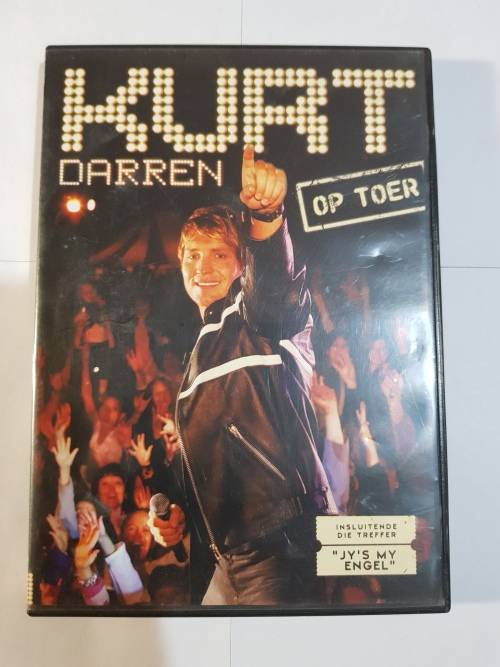 KURT
DARREN
OP TOER
INSLUITENDE
DIE TREFFER
"JY'S MY
ENGEL"